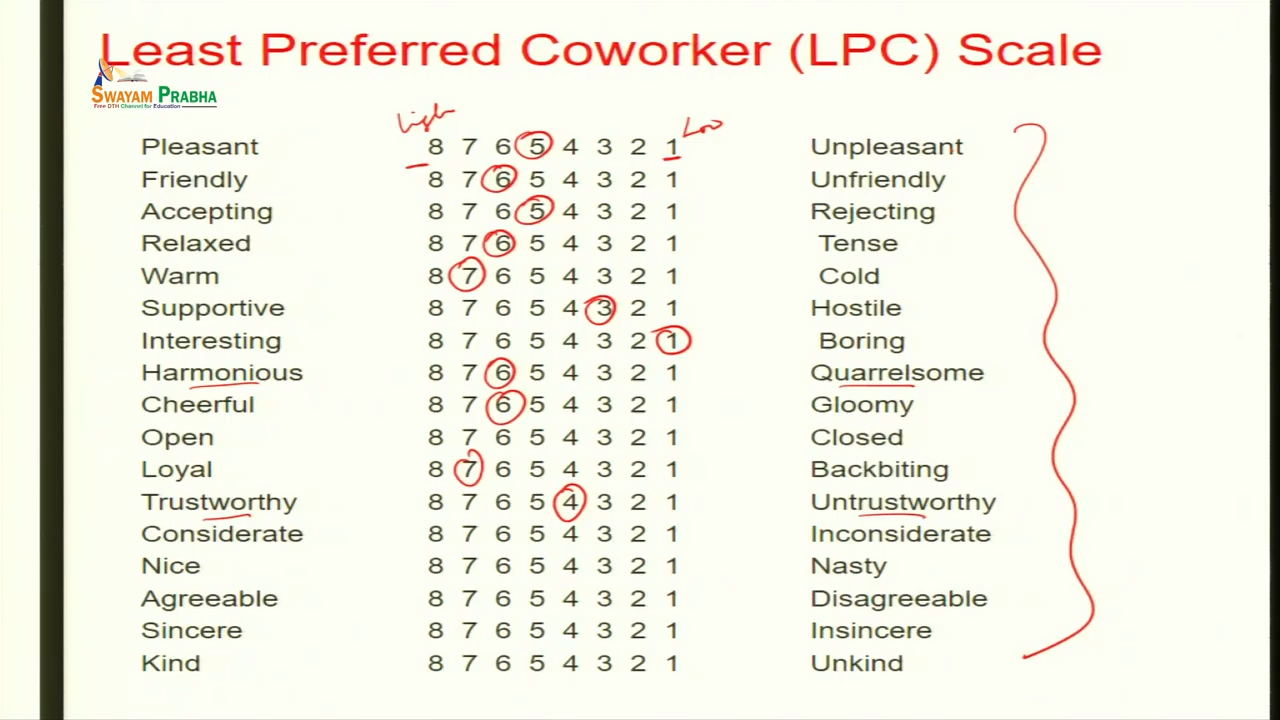 Least Preferred Coworker (LPC) Scale
SWAYAM PRABHA
Free DTH Channel for Education
high
Low
Pleasant 8 7 6 5 4 3 2 1 Unpleasant
Friendly 8 7 6 5 4 3 2 1 Unfriendly
Accepting 8 7 6 5 4 3 2 1 Rejecting
Relaxed 8 7 6 5 4 3 2 1 Tense
Warm 8 7 6 5 4 3 2 1 Cold
Supportive 8 7 6 5 4 3 2 1 Hostile
Interesting 8 7 6 5 4 3 2 1 Boring
Harmonious 8 7 6 5 4 3 2 1 Quarrelsome
Cheerful 8 7 6 5 4 3 2 1 Gloomy
Open 8 7 6 5 4 3 2 1 Closed
Loyal 8 7 6 5 4 3 2 1 Backbiting
Trustworthy 8 7 6 5 4 3 2 1 Untrustworthy
Considerate 8 7 6 5 4 3 2 1 Inconsiderate
Nice 8 7 6 5 4 3 2 1 Nasty
Agreeable 8 7 6 5 4 3 2 1 Disagreeable
Sincere 8 7 6 5 4 3 2 1 Insincere
Kind 8 7 6 5 4 3 2 1 Unkind